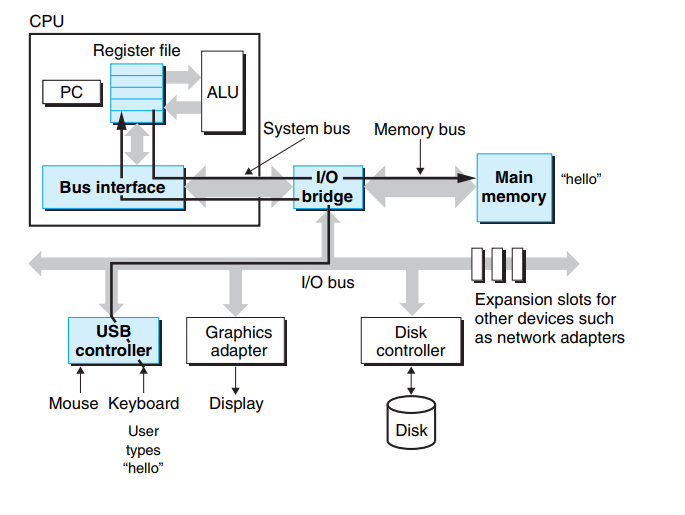 CPU
Register file
PC
ALU
System bus
Memory bus
Bus interface
I/O
bridge
Main
memory
"hello"
I/O bus
Expansion slots for
other devices such
as network adapters
USB
controller
Graphics
adapter
Disk
controller
Mouse
Keyboard
Display
Disk
User
types
"hello"